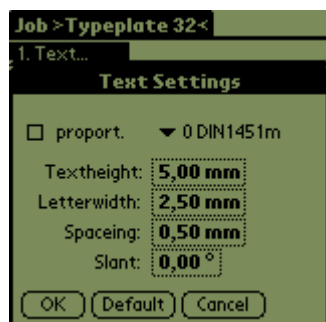 Job >Typeplate 32<
1. Text...
Text Settings
proport. 0 DIN1451m
Textheight: 5,00 mm
Letterwidth: 2,50 mm
Spaceing: 0,50 mm
Slant: 0,00 °
OK Default Cancel